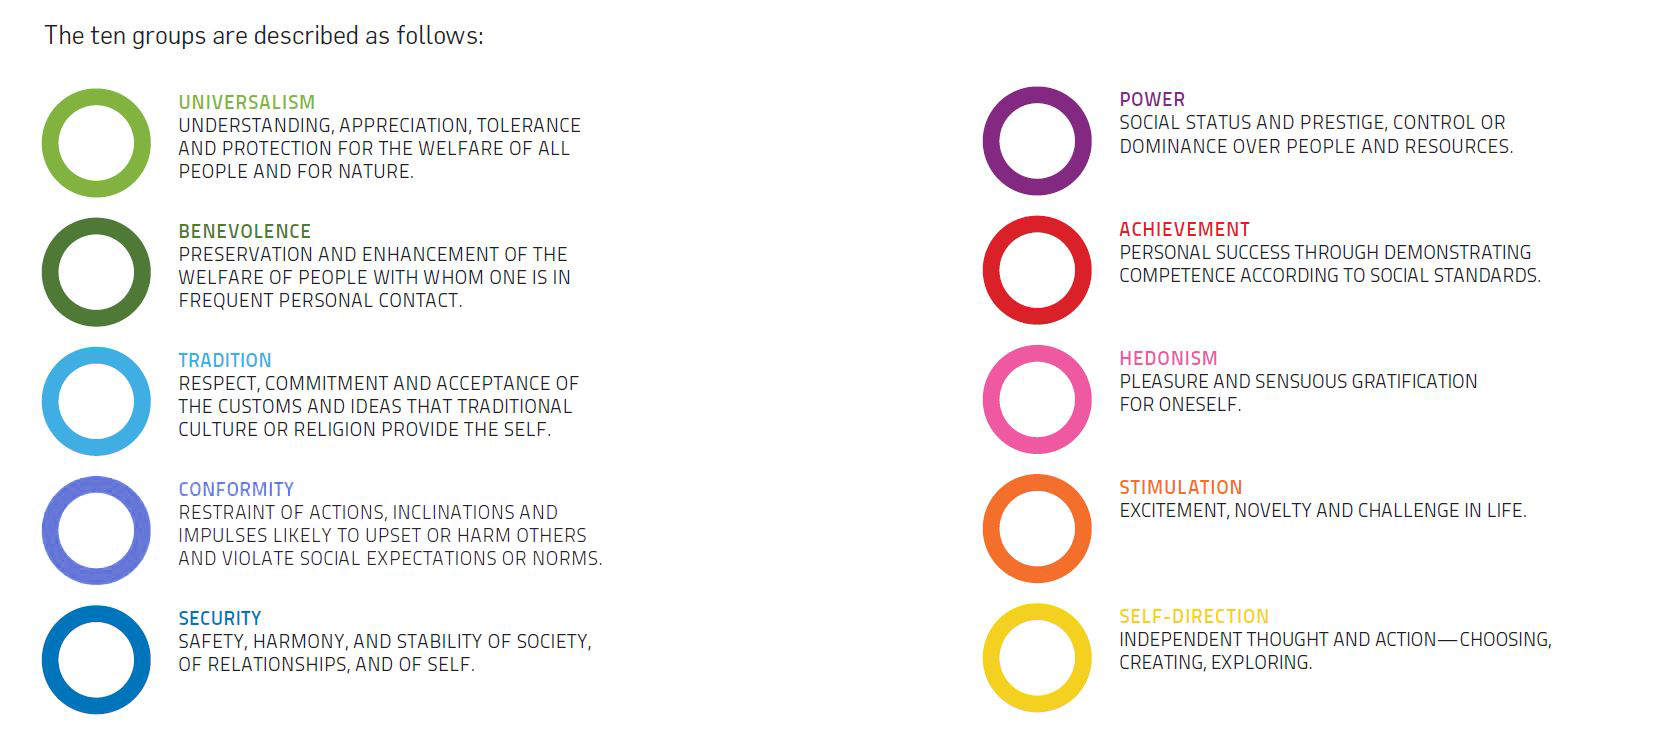 The ten groups are described as follows:
UNIVERSALISM
UNDERSTANDING, APPRECIATION, TOLERANCE
AND PROTECTION FOR THE WELFARE OF ALL
PEOPLE AND FOR NATURE.
BENEVOLENCE
PRESERVATION AND ENHANCEMENT OF THE
WELFARE OF PEOPLE WITH WHOM ONE IS IN
FREQUENT PERSONAL CONTACT.
TRADITION
RESPECT, COMMITMENT AND ACCEPTANCE OF
THE CUSTOMS AND IDEAS THAT TRADITIONAL
CULTURE OR RELIGION PROVIDE THE SELF.
CONFORMITY
RESTRAINT OF ACTIONS, INCLINATIONS AND
IMPULSES LIKELY TO UPSET OR HARM OTHERS
AND VIOLATE SOCIAL EXPECTATIONS OR NORMS.
SECURITY
SAFETY, HARMONY, AND STABILITY OF SOCIETY,
OF RELATIONSHIPS, AND OF SELF.
POWER
SOCIAL STATUS AND PRESTIGE, CONTROL OR
DOMINANCE OVER PEOPLE AND RESOURCES.
ACHIEVEMENT
PERSONAL SUCCESS THROUGH DEMONSTRATING
COMPETENCE ACCORDING TO SOCIAL STANDARDS.
HEDONISM
PLEASURE AND SENSUOUS GRATIFICATION
FOR ONESELF.
STIMULATION
EXCITEMENT, NOVELTY AND CHALLENGE IN LIFE.
SELF-DIRECTION
INDEPENDENT THOUGHT AND ACTION—CHOOSING,
CREATING, EXPLORING.